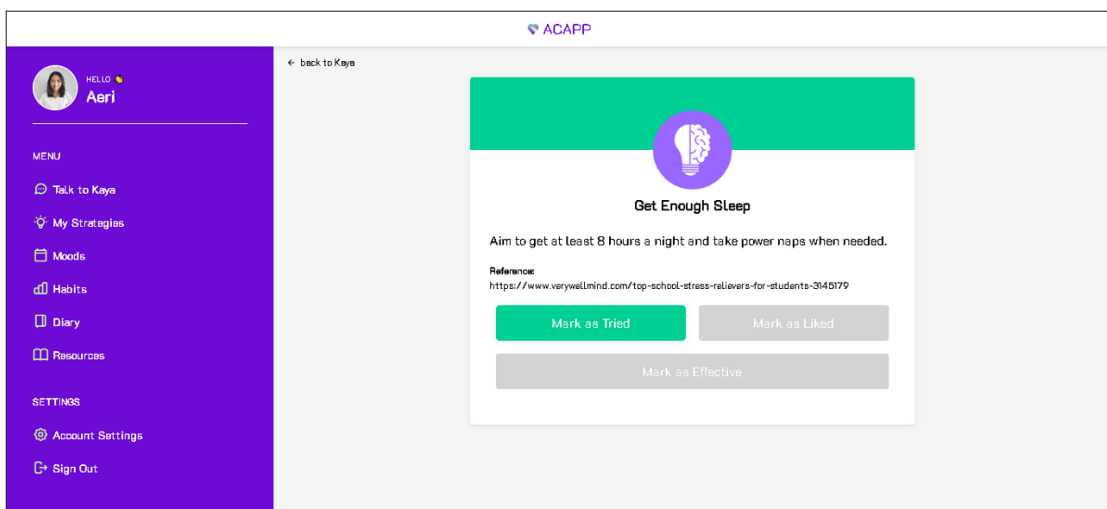 ACAPP
← back to Kaya
HELLO 👋
Aeri
MENU
Talk to Kaya
My Strategies
Moods
Habits
Diary
Resources
SETTINGS
Account Settings
Sign Out
Get Enough Sleep
Aim to get at least 8 hours a night and take power naps when needed.
Reference:
https://www.verywellmind.com/top-school-stress-relievers-for-students-3145179
Mark as Tried
Mark as Liked
Mark as Effective